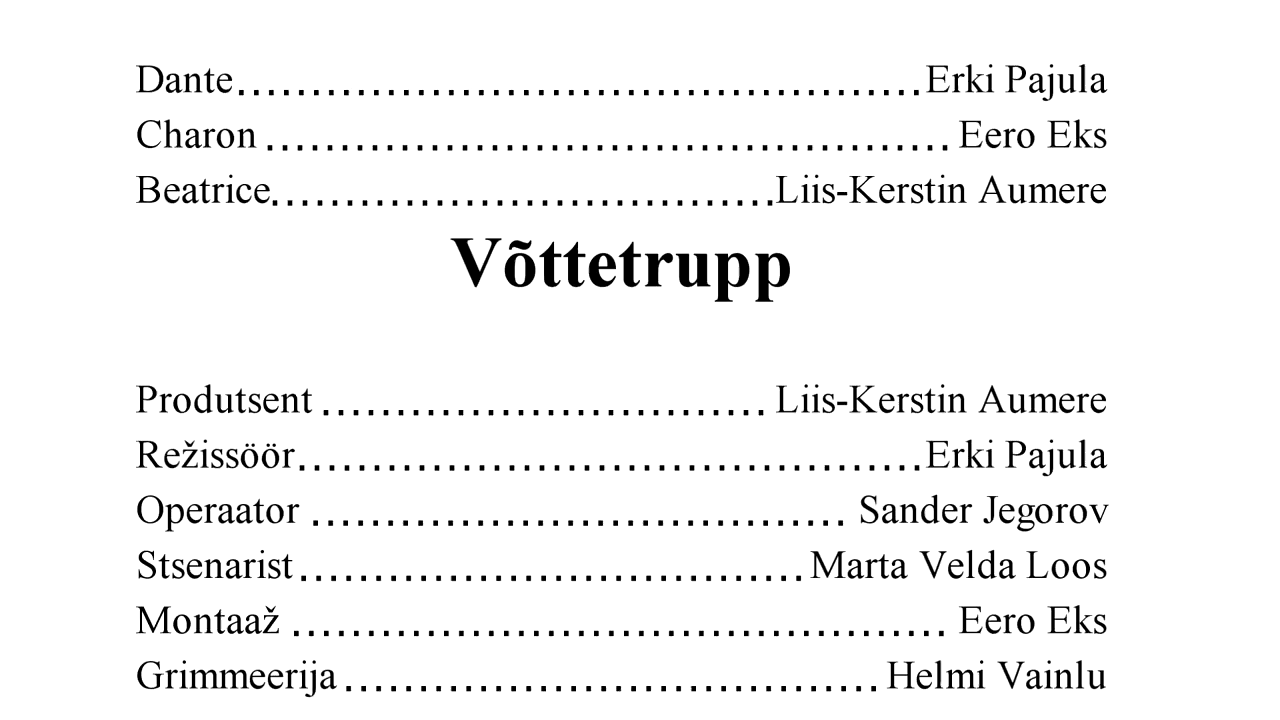 Dante................................................Erki Pajula
Charon ............................................... Eero Eks
Beatrice...................................Liis-Kerstin Aumere
Võttetrupp
Produtsent ............................... Liis-Kerstin Aumere
Režissöör...........................................Erki Pajula
Operaator ..................................... Sander Jegorov
Stsenarist ...................................Marta Velda Loos
Montaaž ............................................. Eero Eks
Grimmeerija ..................................... Helmi Vainlu